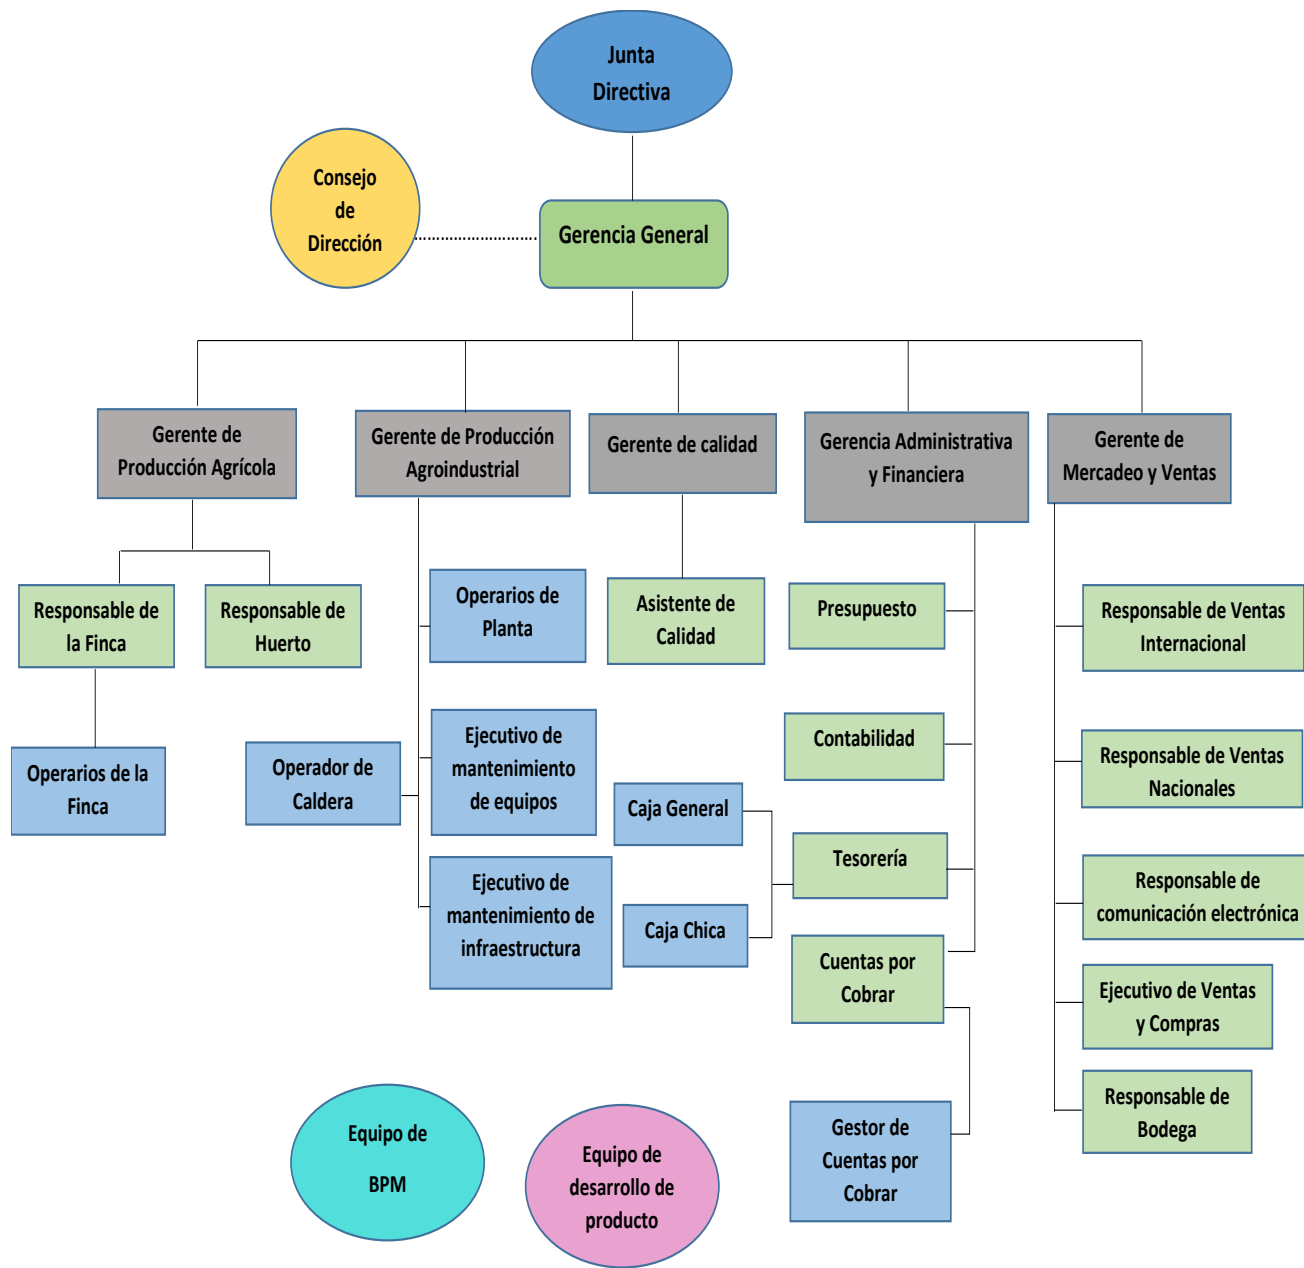 Junta
Directiva
Consejo
de
Dirección
Gerencia General
Gerente de
Producción Agrícola
Gerente de Producción
Agroindustrial
Gerente de calidad
Gerencia Administrativa
y Financiera
Gerente de
Mercadeo y Ventas
Responsable de
la Finca
Responsable de
Huerto
Operarios de
Planta
Asistente de
Calidad
Presupuesto
Responsable de Ventas
Internacional
Operarios de la
Finca
Operador de
Caldera
Ejecutivo de
mantenimiento
de equipos
Caja General
Contabilidad
Responsable de Ventas
Nacionales
Ejecutivo de
mantenimiento de
infraestructura
Caja Chica
Tesorería
Responsable de
comunicación electrónica
Cuentas por
Cobrar
Ejecutivo de Ventas
y Compras
Equipo de
BPM
Equipo de
desarrollo de
producto
Gestor de
Cuentas por
Cobrar
Responsable de
Bodega